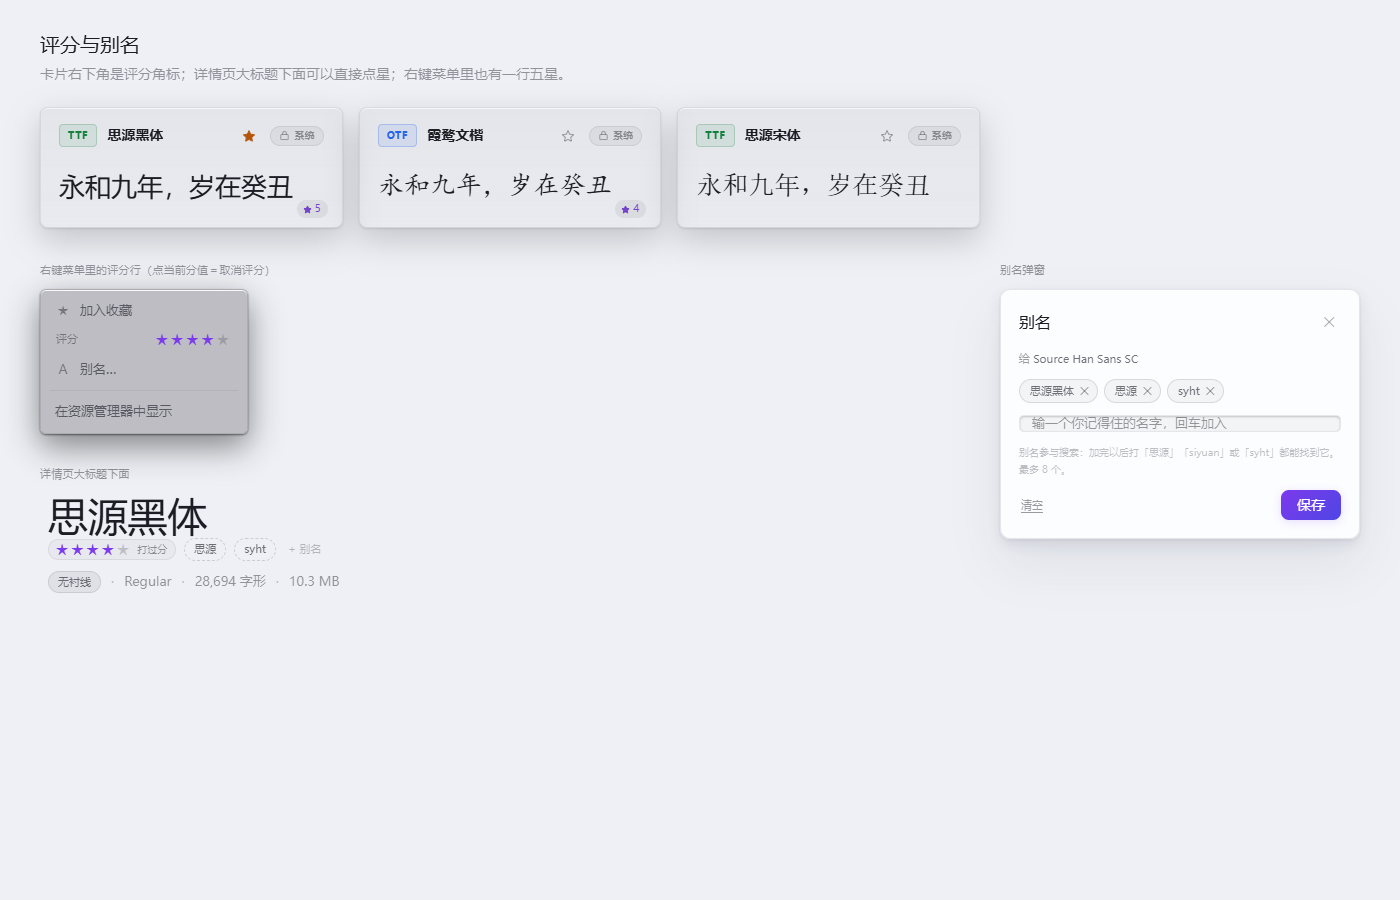 评分与别名
卡片右下角是评分角标；详情页大标题下面可以直接点星；右键菜单里也有一行五星。
TTF 思源黑体 ★ 系统
永和九年，岁在癸丑
★ 5
OTF 霞鹜文楷 ☆ 系统
永和九年，岁在癸丑
★ 4
TTF 思源宋体 ☆ 系统
永和九年，岁在癸丑
右键菜单里的评分行（点当前分值=取消评分）
★ 加入收藏
评分 ★★★★★
A 别名...
在资源管理器中显示
详情页大标题下面
思源黑体
★★★★★ 打过分 思源 syht + 别名
无衬线 · Regular · 28,694 字形 · 10.3 MB
别名弹窗
别名 ×
给 Source Han Sans SC
思源黑体 × 思源 × syht ×
输一个你记得住的名字，回车加入
别名参与搜索：加完以后打「思源」「siyuan」或「syht」都能找到它。
最多 8 个。
清空 保存